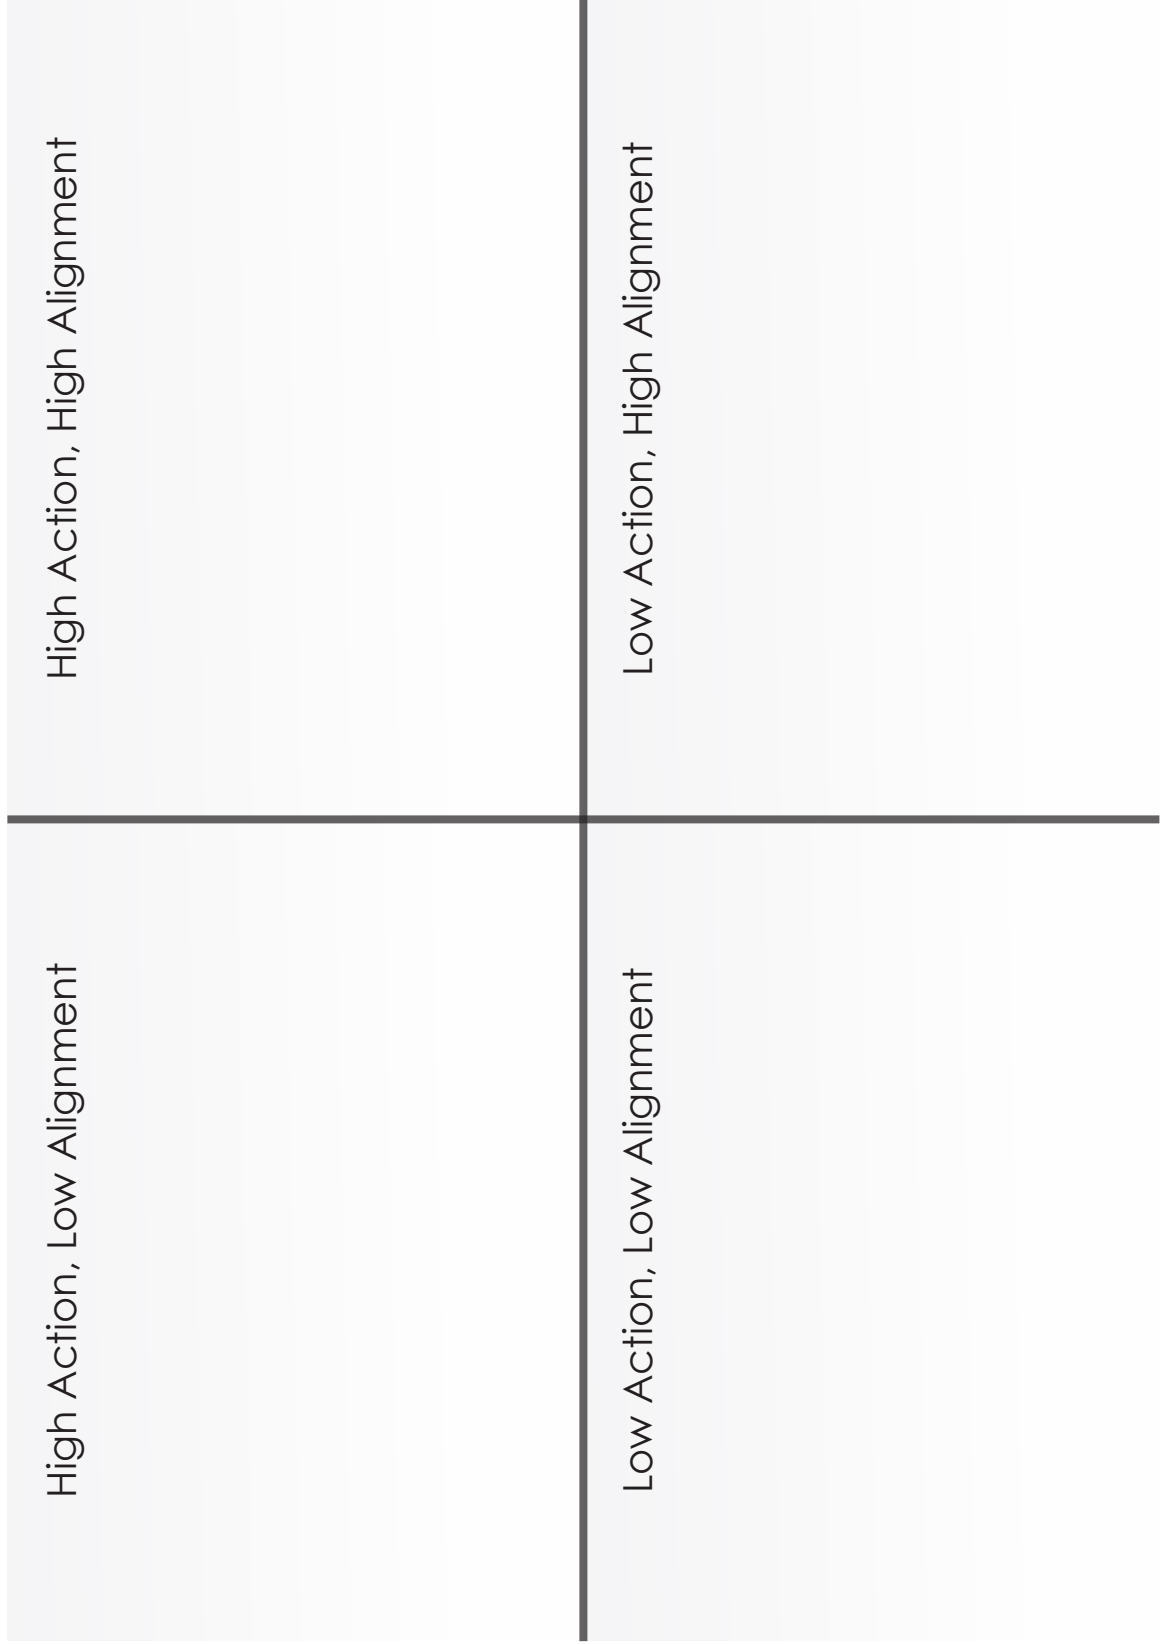 High Action, Low Alignment
High Action, High Alignment
Low Action, Low Alignment
Low Action, High Alignment